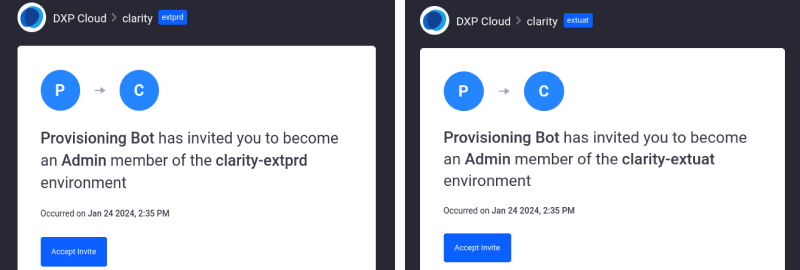 DXP Cloud > clarity extprd
P → C
Provisioning Bot has invited you to become
an Admin member of the clarity-extprd
environment
Occurred on Jan 24 2024, 2:35 PM
Accept Invite
DXP Cloud > clarity extuat
P → C
Provisioning Bot has invited you to become
an Admin member of the clarity-extuat
environment
Occurred on Jan 24 2024, 2:35 PM
Accept Invite